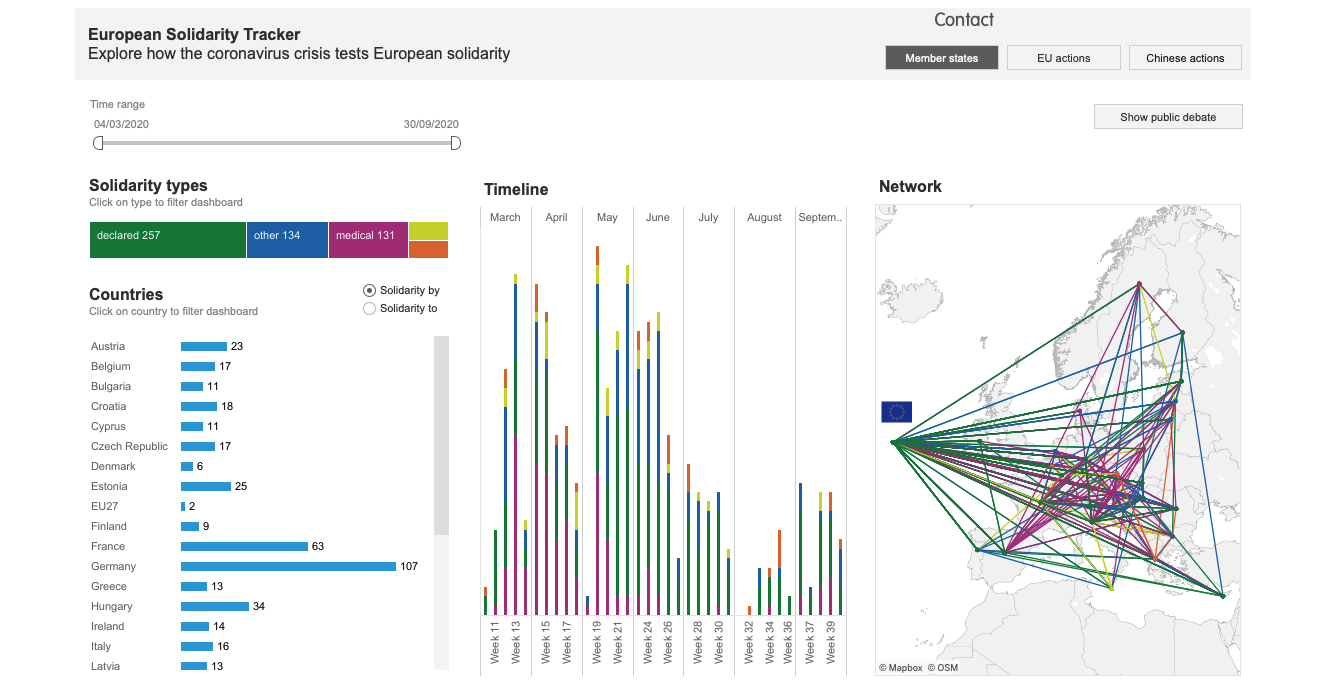 European Solidarity Tracker
Explore how the coronavirus crisis tests European solidarity
Contact
Member states
EU actions
Chinese actions
Time range
04/03/2020
30/09/2020
Show public debate
Solidarity types
Click on type to filter dashboard
declared 257
other 134
medical 131
Countries
Click on country to filter dashboard
Solidarity by
Solidarity to
Austria 23
Belgium 17
Bulgaria 11
Croatia 18
Cyprus 11
Czech Republic 17
Denmark 6
Estonia 25
EU27 2
Finland 9
France 63
Germany 107
Greece 13
Hungary 34
Ireland 14
Italy 16
Latvia 13
Timeline
March
April
May
June
July
August
Septem..
Week 11
Week 13
Week 15
Week 17
Week 19
Week 21
Week 24
Week 26
Week 28
Week 30
Week 32
Week 34
Week 36
Week 37
Week 39
Network
© Mapbox © OSM